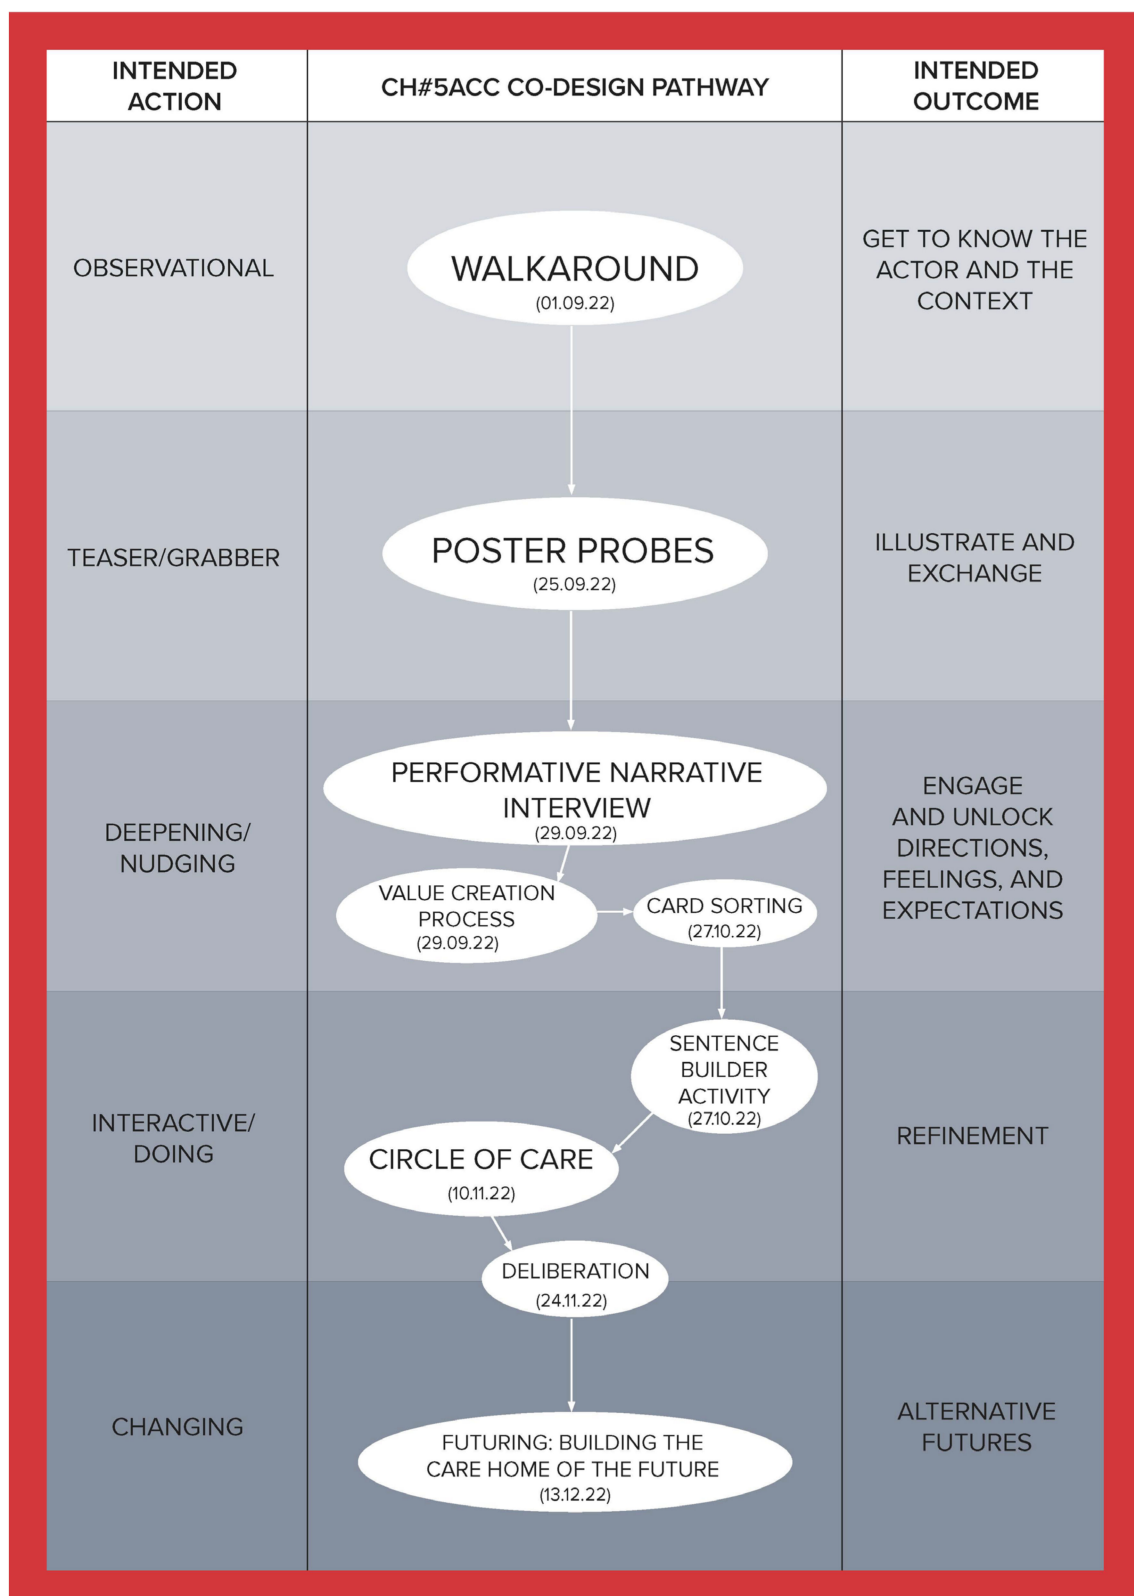 INTENDED
ACTION
CH#5ACC CO-DESIGN PATHWAY
INTENDED
OUTCOME
OBSERVATIONAL
WALKAROUND
(01.09.22)
GET TO KNOW THE
ACTOR AND THE
CONTEXT
TEASER/GRABBER
POSTER PROBES
(25.09.22)
ILLUSTRATE AND
EXCHANGE
DEEPENING/
NUDGING
PERFORMATIVE NARRATIVE
INTERVIEW
(29.09.22)
VALUE CREATION
PROCESS
(29.09.22)
CARD SORTING
(27.10.22)
ENGAGE
AND UNLOCK
DIRECTIONS,
FEELINGS, AND
EXPECTATIONS
INTERACTIVE/
DOING
SENTENCE
BUILDER
ACTIVITY
(27.10.22)
CIRCLE OF CARE
(10.11.22)
DELIBERATION
(24.11.22)
REFINEMENT
CHANGING
FUTURING: BUILDING THE
CARE HOME OF THE FUTURE
(13.12.22)
ALTERNATIVE
FUTURES